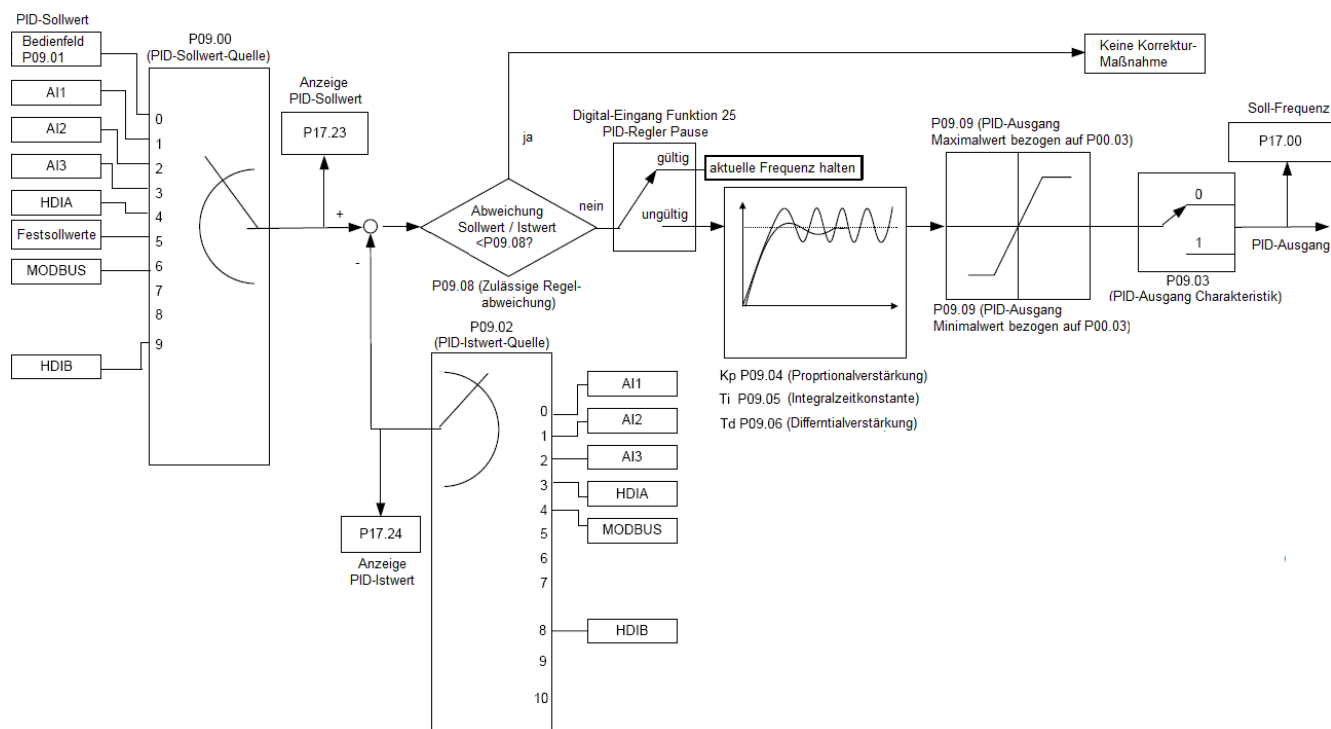 PID-Sollwert
Bedienfeld
P09.01
AI1
AI2
AI3
HDIA
Festsollwerte
MODBUS
HDIB
P09.00
(PID-Sollwert-Quelle)
0
1
2
3
4
5
6
7
8
9
Anzeige
PID-Sollwert
P17.23
+
-
ja
Abweichung
Sollwert / Istwert
<P09.08?
nein
P09.08 (Zulässige Regel-
abweichung)
Keine Korrektur-
Maßnahme
Digital-Eingang Funktion 25
PID-Regler Pause
gültig
ungültig
aktuelle Frequenz halten
Kp P09.04 (Proprtionalverstärkung)
Ti P09.05 (Integralzeitkonstante)
Td P09.06 (Differntialverstärkung)
P09.09 (PID-Ausgang
Maximalwert bezogen auf P00.03)
P09.09 (PID-Ausgang
Minimalwert bezogen auf P00.03)
0
1
P09.03
(PID-Ausgang Charakteristik)
Soll-Frequenz
P17.00
PID-Ausgang
P09.02
(PID-Istwert-Quelle)
0
1
2
3
4
5
6
7
8
9
10
AI1
AI2
AI3
HDIA
MODBUS
HDIB
P17.24
Anzeige
PID-Istwert